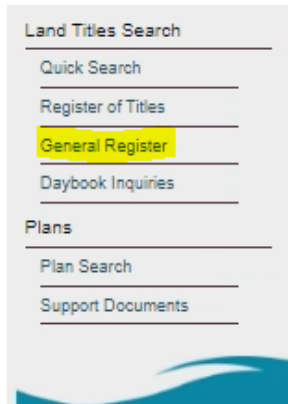 Land Titles Search
Quick Search
Register of Titles
General Register
Daybook Inquiries
Plans
Plan Search
Support Documents